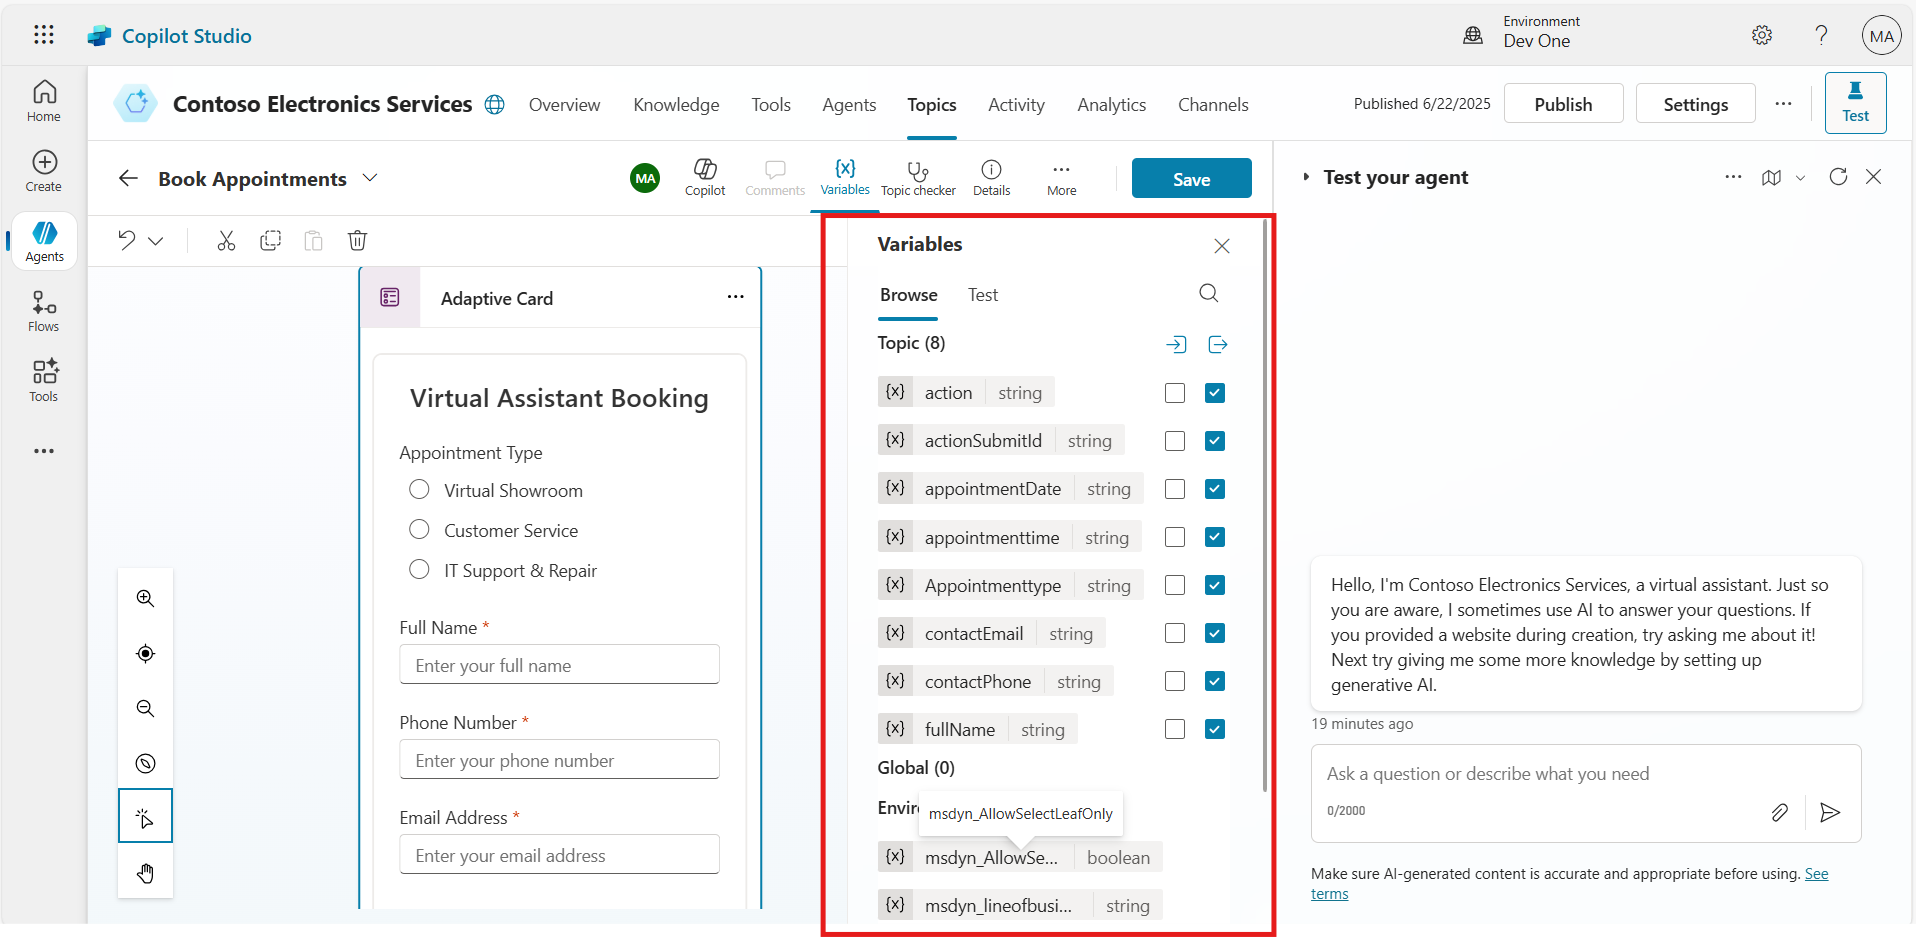 Copilot Studio
Environment
Dev One
MA
Home
Create
Agents
Flows
Tools
Contoso Electronics Services
Overview
Knowledge
Tools
Agents
Topics
Activity
Analytics
Channels
Published 6/22/2025
Publish
Settings
Test
Book Appointments
MA
Copilot
Comments
Variables
Topic checker
Details
More
Save
Adaptive Card
Virtual Assistant Booking
Appointment Type
Virtual Showroom
Customer Service
IT Support & Repair
Full Name *
Enter your full name
Phone Number *
Enter your phone number
Email Address *
Enter your email address
Variables
Browse
Test
Topic (8)
{x} action string
{x} actionSubmitId string
{x} appointmentDate string
{x} appointmenttime string
{x} Appointmenttype string
{x} contactEmail string
{x} contactPhone string
{x} fullName string
Global (0)
Envir
msdyn_AllowSelectLeafOnly
{x} msdyn_AllowSe... boolean
{x} msdyn_lineofbusi... string
Test your agent
Hello, I'm Contoso Electronics Services, a virtual assistant. Just so
you are aware, I sometimes use AI to answer your questions. If
you provided a website during creation, try asking me about it!
Next try giving me some more knowledge by setting up
generative AI.
19 minutes ago
Ask a question or describe what you need
0/2000
Make sure AI-generated content is accurate and appropriate before using. See
terms